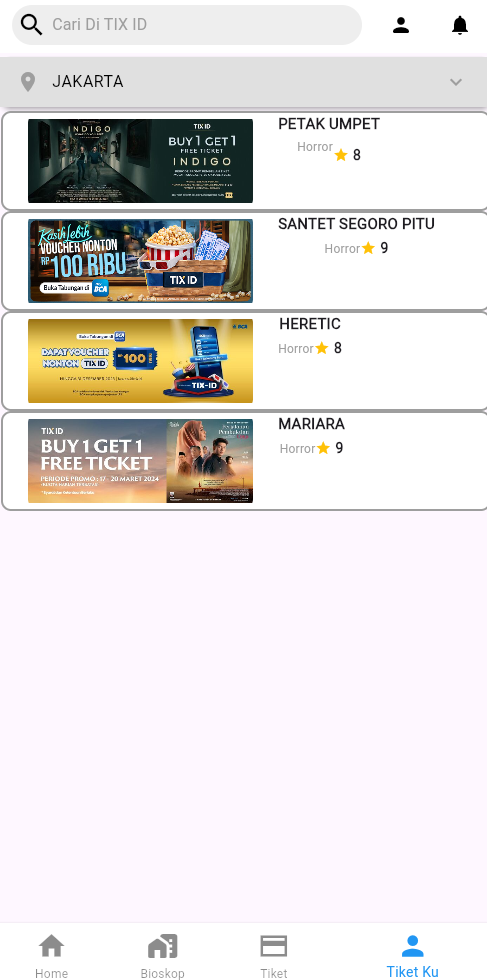 Cari Di TIX ID
JAKARTA
INDIGO
TIX ID
BUY 1 GET 1
FREE TICKET
INDIGO
PETAK UMPET
Horror
8
Kasih lebih
VOUCHER NONTON
RP 100 RIBU
Buka Tabungan di
BCA
TIX ID
SANTET SEGORO PITU
Horror
9
Buka Tabungan di
BCA
DAPAT VOUCHER
NONTON TIX ID
RP 100 RIBU
TIX-ID
HERETIC
Horror
8
TIX ID
BUY 1 GET 1
FREE TICKET
PERIODE PROMO : 17 - 20 MARET 2024
MARIARA
Horror
9
Home
Bioskop
Tiket
Tiket Ku